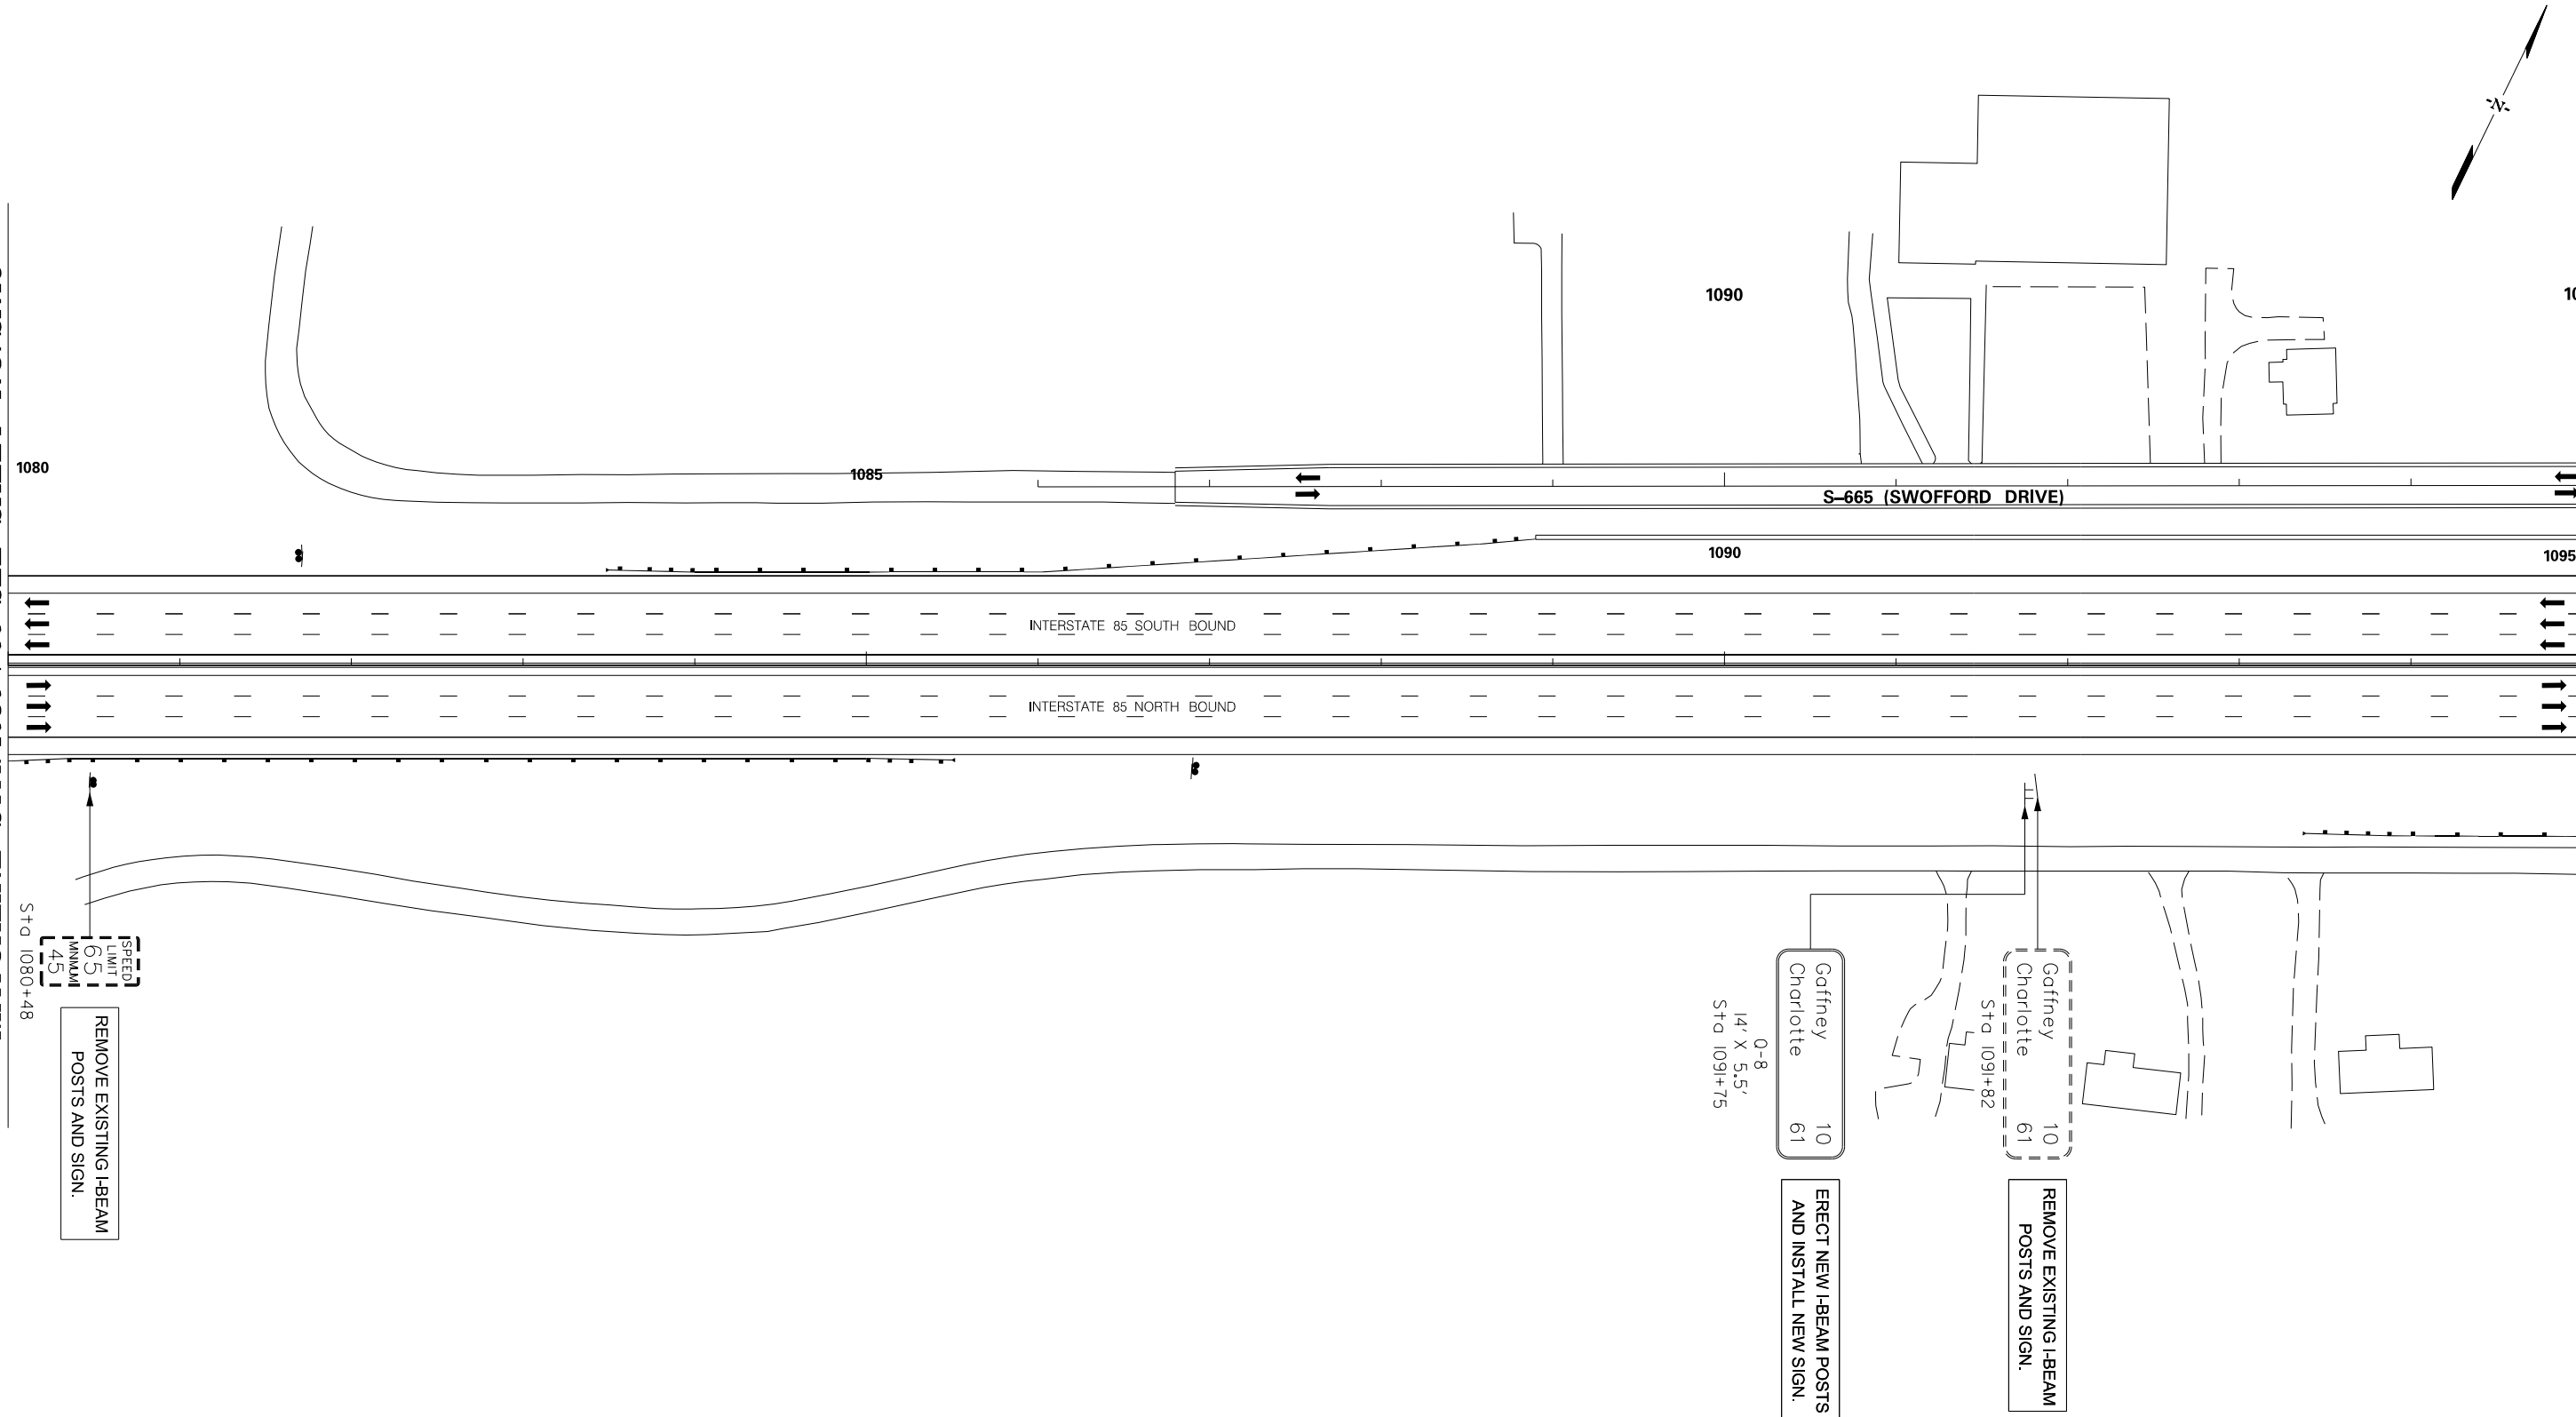 -N-
1090
1080
1085
S-665 (SWOFFORD DRIVE)
1090
1095
INTERSTATE 85 SOUTH BOUND
INTERSTATE 85 NORTH BOUND
SPEED
LIMIT
65
MINIMUM
45
Sta 1080+48
REMOVE EXISTING I-BEAM
POSTS AND SIGN.
Gaffney 10
Charlotte 61
Q-8
14' X 5.5'
Sta 1091+75
ERECT NEW I-BEAM POSTS
AND INSTALL NEW SIGN.
Gaffney 10
Charlotte 61
Sta 1091+82
REMOVE EXISTING I-BEAM
POSTS AND SIGN.